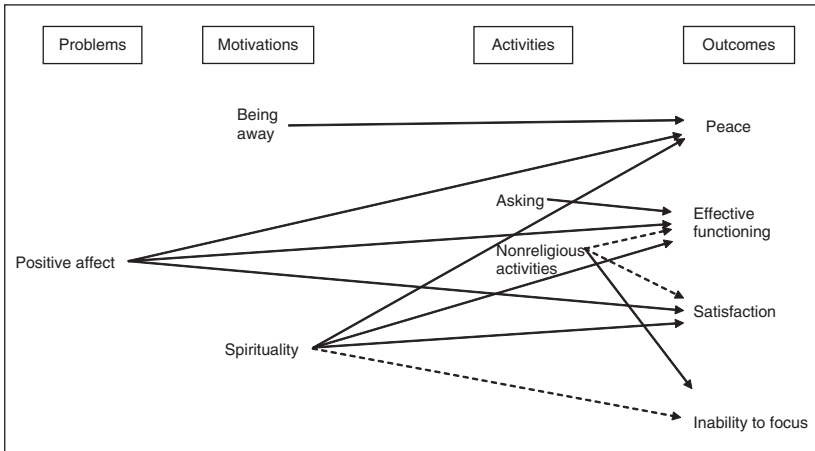 Problems
Motivations
Activities
Outcomes
Being
away
Peace
Asking
Effective
functioning
Nonreligious
activities
Positive affect
Satisfaction
Spirituality
Inability to focus